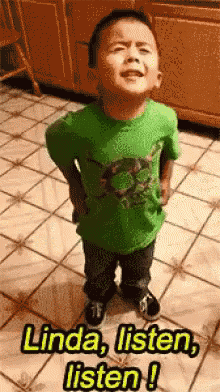 Linda, listen,
listen !